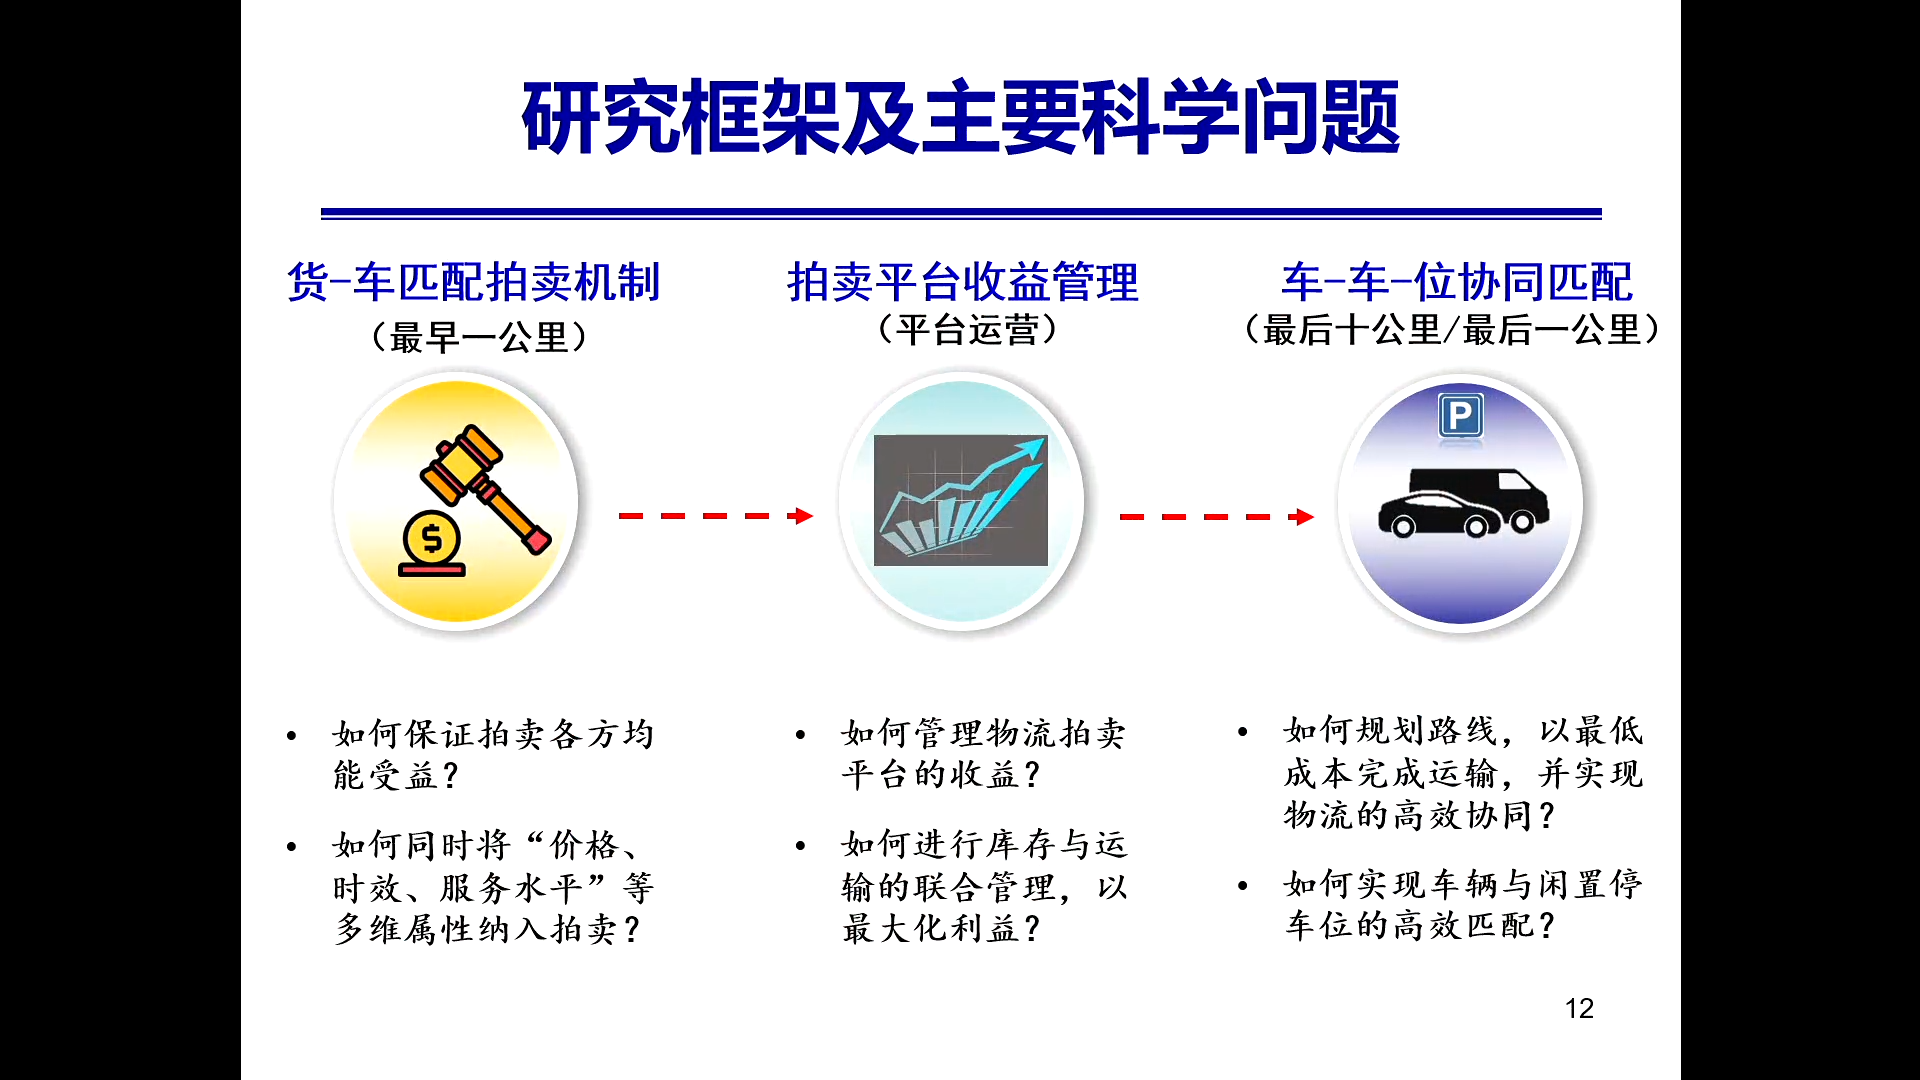 研究框架及主要科学问题
货-车匹配拍卖机制
（最早一公里）
拍卖平台收益管理
（平台运营）
车-车-位协同匹配
（最后十公里/最后一公里）
$
P
• 如何保证拍卖各方均
能受益？
• 如何同时将“价格、
时效、服务水平”等
多维属性纳入拍卖？
• 如何管理物流拍卖
平台的收益？
• 如何进行库存与运
输的联合管理，以
最大化利益？
• 如何规划路线，以最低
成本完成运输，并实现
物流的高效协同？
• 如何实现车辆与闲置停
车位的高效匹配？
12